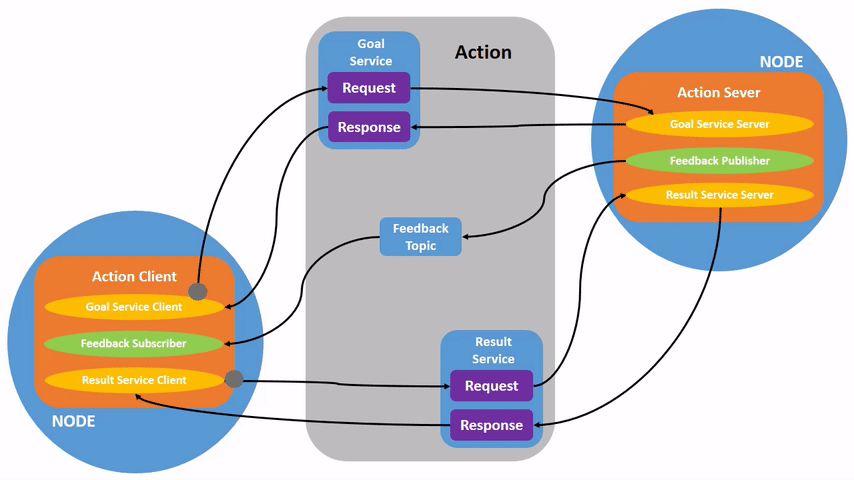 Action
Goal
Service
Request
Response
Feedback
Topic
Result
Service
Request
Response
NODE
Action Sever
Goal Service Server
Feedback Publisher
Result Service Server
Action Client
Goal Service Client
Feedback Subscriber
Result Service Client
NODE